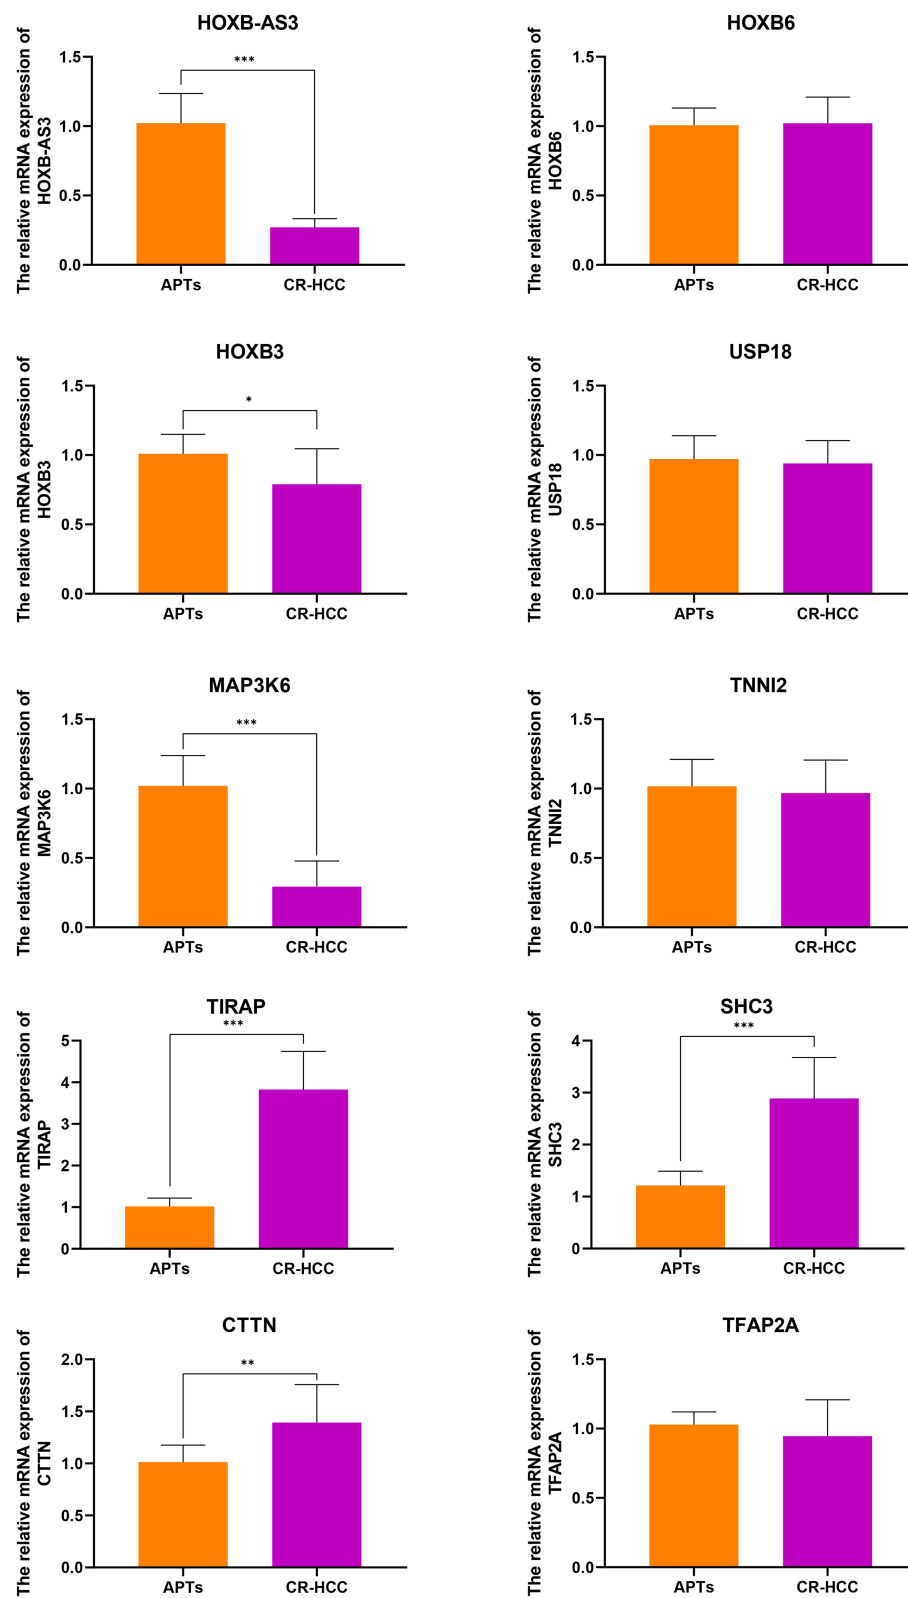 HOXB-AS3
The relative mRNA expression of
HOXB-AS3
1.5
1.0
0.5
0.0
***
APTs
CR-HCC
HOXB6
The relative mRNA expression of
HOXB6
1.5
1.0
0.5
0.0
APTs
CR-HCC
HOXB3
The relative mRNA expression of
HOXB3
1.5
1.0
0.5
0.0
*
APTs
CR-HCC
USP18
The relative mRNA expression of
USP18
1.5
1.0
0.5
0.0
APTs
CR-HCC
MAP3K6
The relative mRNA expression of
MAP3K6
1.5
1.0
0.5
0.0
***
APTs
CR-HCC
TNNI2
The relative mRNA expression of
TNNI2
1.5
1.0
0.5
0.0
APTs
CR-HCC
TIRAP
The relative mRNA expression of
TIRAP
5
4
3
2
1
0
***
APTs
CR-HCC
SHC3
The relative mRNA expression of
SHC3
4
3
2
1
0
***
APTs
CR-HCC
CTTN
The relative mRNA expression of
CTTN
2.0
1.5
1.0
0.5
0.0
**
APTs
CR-HCC
TFAP2A
The relative mRNA expression of
TFAP2A
1.5
1.0
0.5
0.0
APTs
CR-HCC